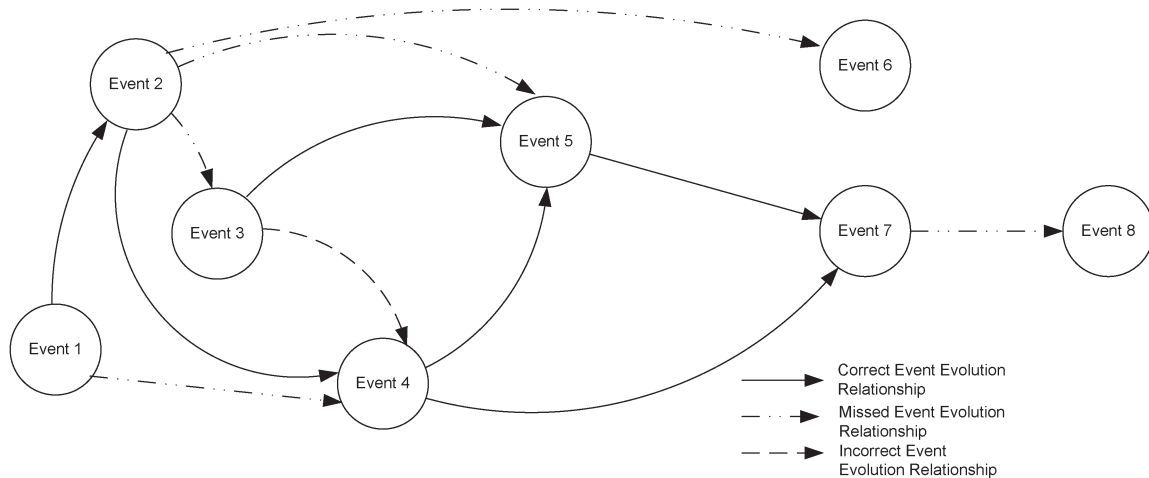 Event 6
Event 2
Event 5
Event 3
Event 7
Event 8
Event 1
Event 4
Correct Event Evolution
Relationship
Missed Event Evolution
Relationship
Incorrect Event
Evolution Relationship